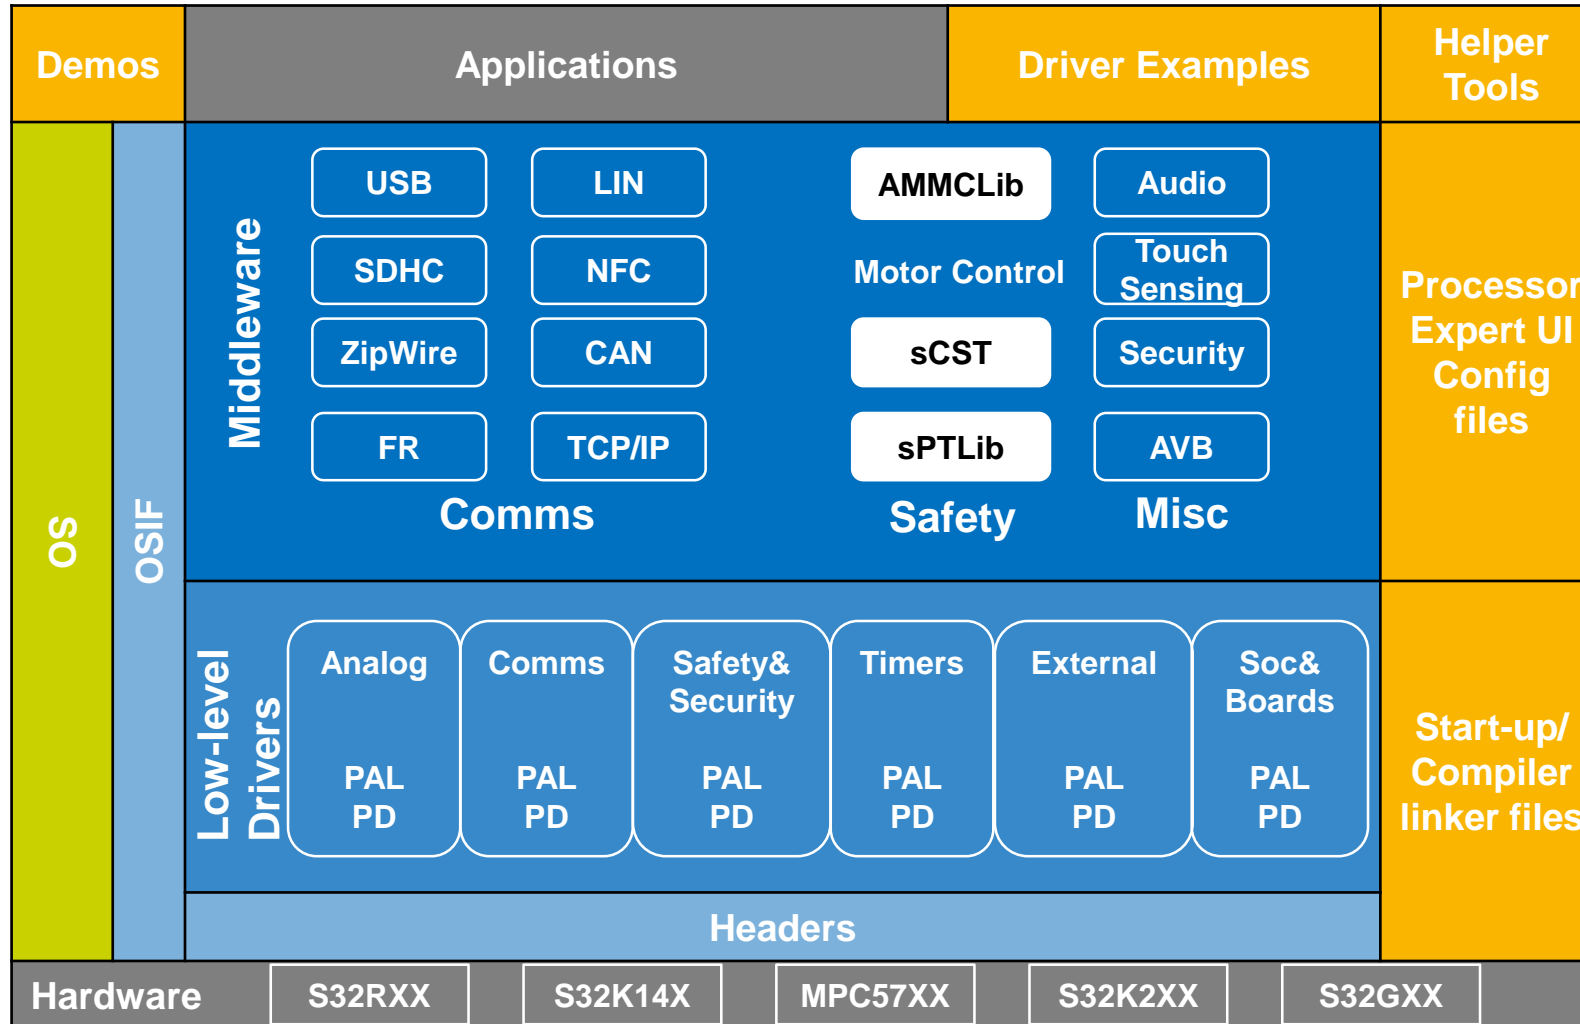 Demos
Applications
Driver Examples
Helper
Tools
OS
OSIF
Middleware
USB
LIN
SDHC
NFC
ZipWire
CAN
FR
TCP/IP
Comms
AMMCLib
Motor Control
sCST
sPTLib
Safety
Audio
Touch
Sensing
Security
AVB
Misc
Processor
Expert UI
Config
files
Low-level
Drivers
Analog
PAL
PD
Comms
PAL
PD
Safety&
Security
PAL
PD
Timers
PAL
PD
External
PAL
PD
Soc&
Boards
PAL
PD
Start-up/
Compiler
linker files
Headers
Hardware
S32RXX
S32K14X
MPC57XX
S32K2XX
S32GXX